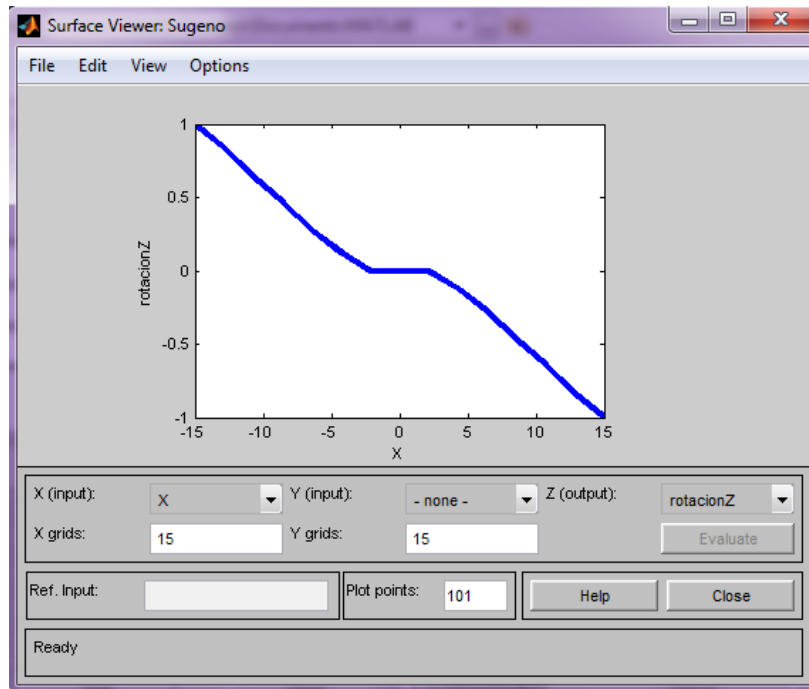 Surface Viewer: Sugeno
File Edit View Options
1
0.5
0
-0.5
-1
rotacionZ
-15 -10 -5 0 5 10 15
X
X (input): X Y (input): - none - Z (output): rotacionZ
X grids: 15 Y grids: 15 Evaluate
Ref. Input: Plot points: 101 Help Close
Ready